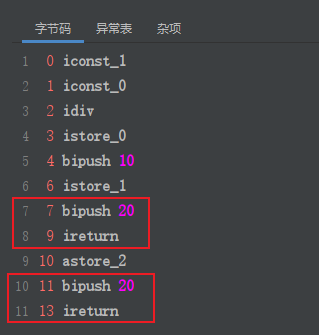 字节码 异常表 杂项
1 0 iconst_1
2 1 iconst_0
3 2 idiv
4 3 istore_0
5 4 bipush 10
6 6 istore_1
7 7 bipush 20
8 9 ireturn
9 10 astore_2
10 11 bipush 20
11 13 ireturn